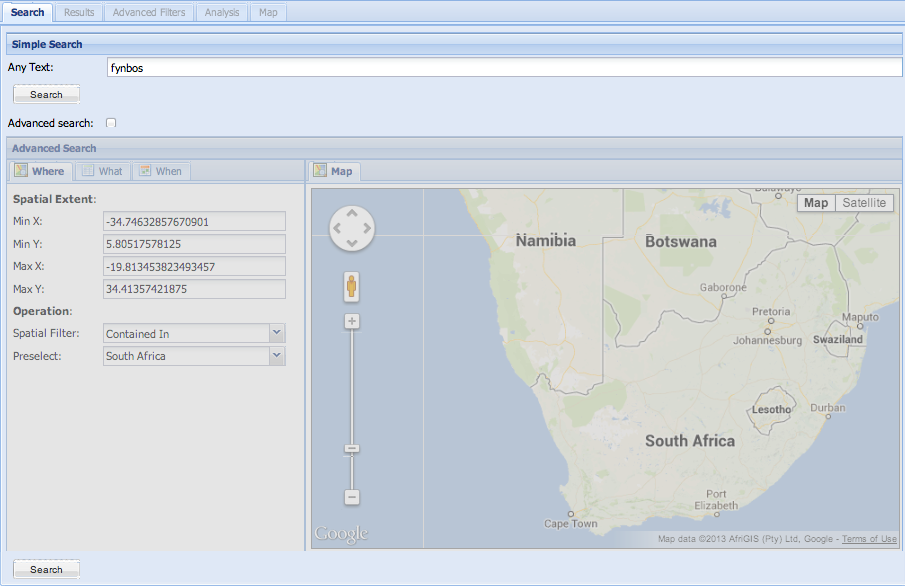 Search Results Advanced Filters Analysis Map
Simple Search
Any Text: fynbos
Search
Advanced search:
Advanced Search
Where What When
Spatial Extent:
Min X: -34.74632857670901
Min Y: 5.80517578125
Max X: -19.813453823493457
Max Y: 34.41357421875
Operation:
Spatial Filter: Contained In
Preselect: South Africa
Map
Map Satellite
Namibia
Botswana
Gaborone
Pretoria
Maputo
Johannesburg
Swaziland
Lesotho
Durban
South Africa
Port
Elizabeth
Cape Town
Google
Map data ©2013 AfriGIS (Pty) Ltd, Google - Terms of Use
Search